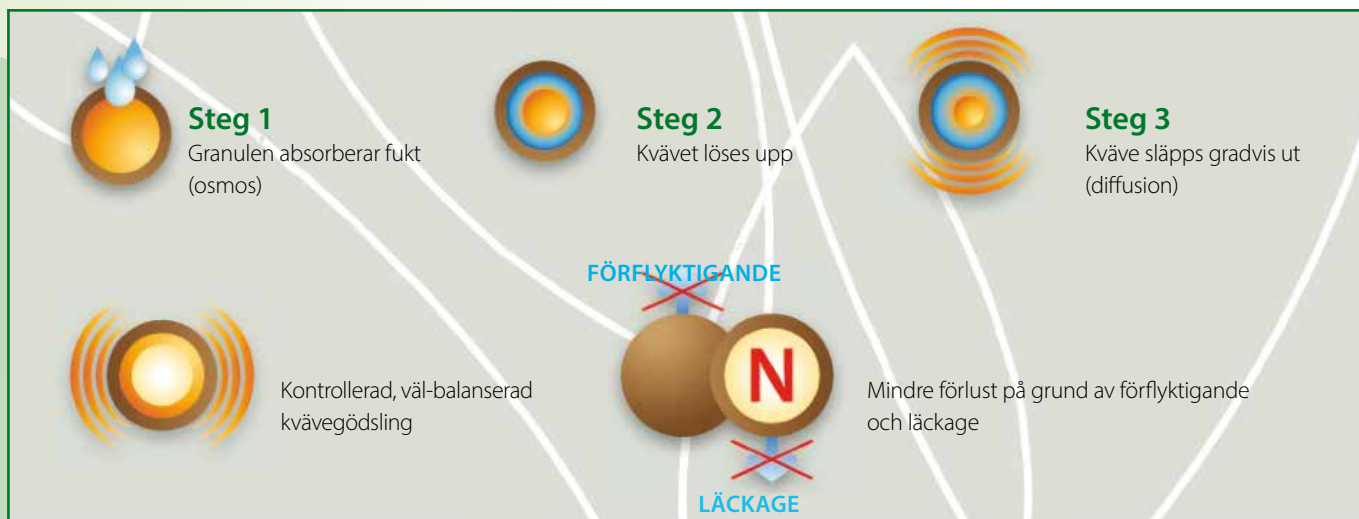 Steg 1
Granulen absorberar fukt
(osmos)
Steg 2
Kvävet löses upp
Steg 3
Kväve släpps gradvis ut
(diffusion)
Kontrollerad, väl-balanserad
kvävegödsling
FÖRFLYKTIGANDE
N
LÄCKAGE
Mindre förlust på grund av förflyktigande
och läckage